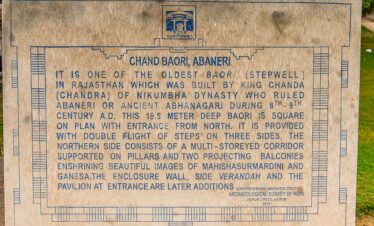 CHAND BAORI, ABANERI
IT IS ONE OF THE OLDEST BAORI (STEPWELL)
IN RAJASTHAN WHICH WAS BUILT BY KING CHANDA
(CHANDRA) OF NIKUMBHA DYNASTY WHO RULED
ABANERI OR ANCIENT ABHANAGARI DURING 8TH-9TH
CENTURY A.D. THIS 19.5 METER DEEP BAORI IS SQUARE
ON PLAN WITH ENTRANCE FROM NORTH. IT IS PROVIDED
WITH DOUBLE FLIGHT OF STEPS ON THREE SIDES. THE
NORTHERN SIDE CONSISTS OF A MULTI-STOREYED CORRIDOR
SUPPORTED ON PILLARS AND TWO PROJECTING BALCONIES
ENSHRINING BEAUTIFUL IMAGES OF MAHISHASURMARDINI AND
GANESA.THE ENCLOSURE WALL, SIDE VERANDAH AND THE
PAVILION AT ENTRANCE ARE LATER ADDITIONS
SUPERINTENDING ARCHAEOLOGIST
ARCHAEOLOGICAL SURVEY OF INDIA
JAIPUR CIRCLE, JAIPUR